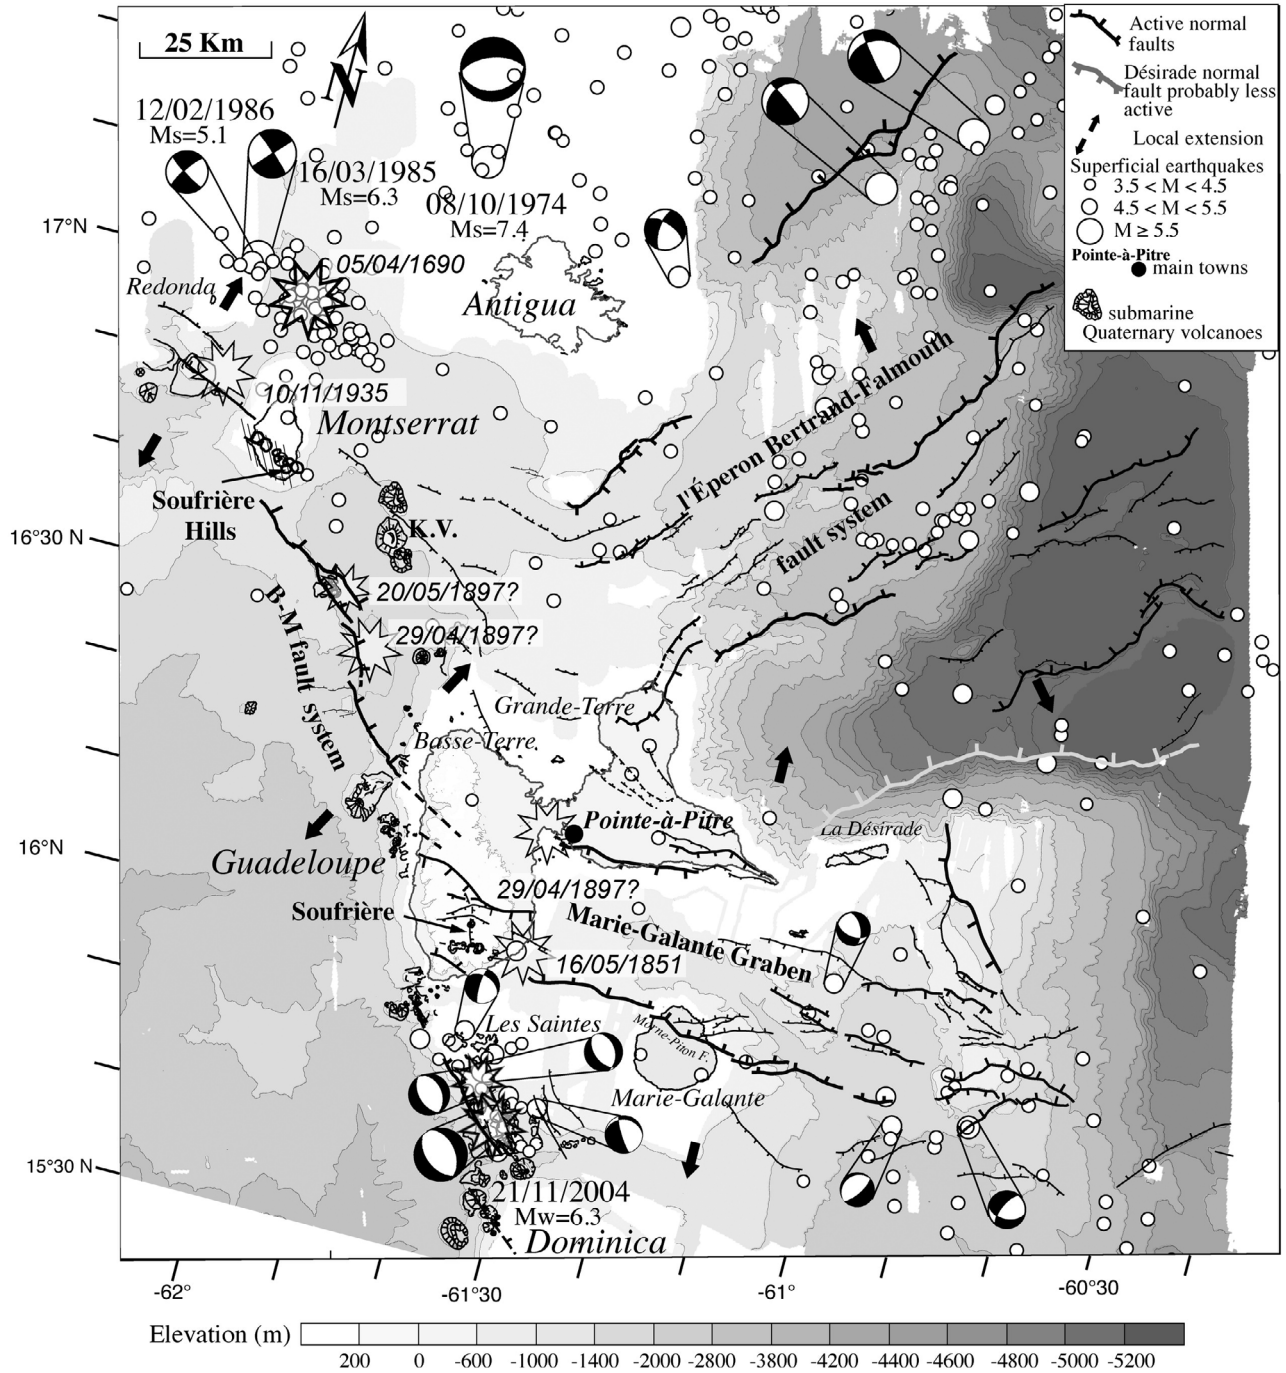 25 Km
N
12/02/1986
Ms=5.1
16/03/1985
Ms=6.3
08/10/1974
Ms=7.4
Active normal
faults
Désirade normal
fault probably less
active
Local extension
Superficial earthquakes
3.5 < M < 4.5
4.5 < M < 5.5
M ≥ 5.5
Pointe-à-Pitre
main towns
submarine
Quaternary volcanoes
17°N
16°30 N
16°N
15°30 N
05/04/1690
Redonda
Antigua
10/11/1935
Montserrat
Soufrière
Hills
K.V.
l'Éperon Bertrand-Falmouth
fault system
20/05/1897?
29/04/1897?
B-M fault system
Grande-Terre
Basse-Terre
Pointe-à-Pitre
La Désirade
Guadeloupe
29/04/1897?
Soufrière
Marie-Galante Graben
16/05/1851
Les Saintes
Morne-Piton F.
Marie-Galante
21/11/2004
Mw=6.3
Dominica
-62°
-61°30
-61°
-60°30
Elevation (m)
200 0 -600 -1000 -1400 -2000 -2800 -3800 -4200 -4400 -4600 -4800 -5000 -5200